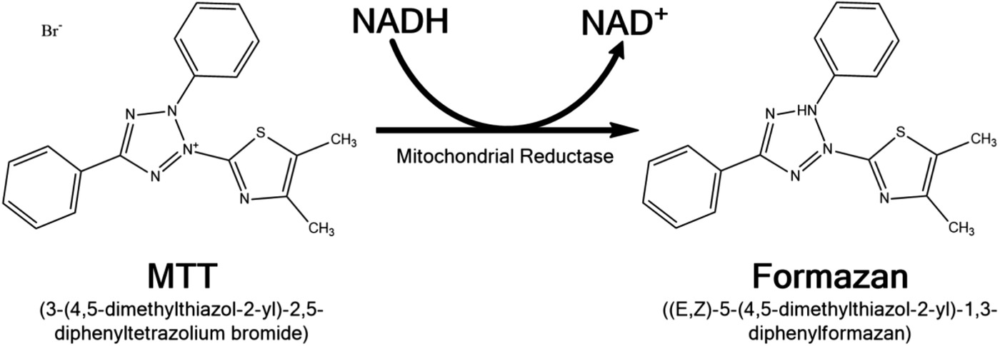 Br-
NADH
NAD+
N
N
N
N+
S
N
CH3
CH3
Mitochondrial Reductase
N
HN
N
N
S
N
CH3
CH3
MTT
(3-(4,5-dimethylthiazol-2-yl)-2,5-
diphenyltetrazolium bromide)
Formazan
((E,Z)-5-(4,5-dimethylthiazol-2-yl)-1,3-
diphenylformazan)